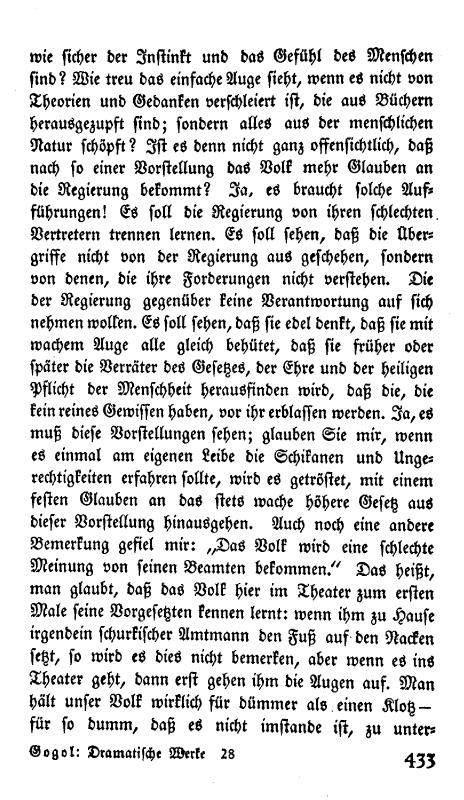 wie sicher der Instinkt und das Gefühl des Menschen
sind? Wie treu das einfache Auge sieht, wenn es nicht von
Theorien und Gedanken verschleiert ist, die aus Büchern
herausgezupft sind; sondern alles aus der menschlichen
Natur schöpft? Ist es denn nicht ganz offensichtlich, daß
nach so einer Vorstellung das Volk mehr Glauben an
die Regierung bekommt? Ja, es braucht solche Auf-
führungen! Es soll die Regierung von ihren schlechten
Vertretern trennen lernen. Es soll sehen, daß die Über-
griffe nicht von der Regierung aus geschehen, sondern
von denen, die ihre Forderungen nicht verstehen. Die
der Regierung gegenüber keine Verantwortung auf sich
nehmen wollen. Es soll sehen, daß sie edel denkt, daß sie mit
wachem Auge alle gleich behütet, daß sie früher oder
später die Verräter des Gesetzes, der Ehre und der heiligen
Pflicht der Menschheit herausfinden wird, daß die, die
kein reines Gewissen haben, vor ihr erblassen werden. Ja, es
muß diese Vorstellungen sehen; glauben Sie mir, wenn
es einmal am eigenen Leibe die Schikanen und Unge-
rechtigkeiten erfahren sollte, wird es getröstet, mit einem
festen Glauben an das stets wache höhere Gesetz aus
dieser Vorstellung hinausgehen. Auch noch eine andere
Bemerkung gefiel mir: „Das Volk wird eine schlechte
Meinung von seinen Beamten bekommen.“ Das heißt,
man glaubt, daß das Volk hier im Theater zum ersten
Male seine Vorgesetzten kennen lernt: wenn ihm zu Hause
irgendein schurkischer Amtmann den Fuß auf den Nacken
setzt, so wird es dies nicht bemerken, aber wenn es ins
Theater geht, dann erst gehen ihm die Augen auf. Man
hält unser Volk wirklich für dümmer als einen Klotz—
für so dumm, daß es nicht imstande ist, zu unter-
Gogol: Dramatische Werke 28
433